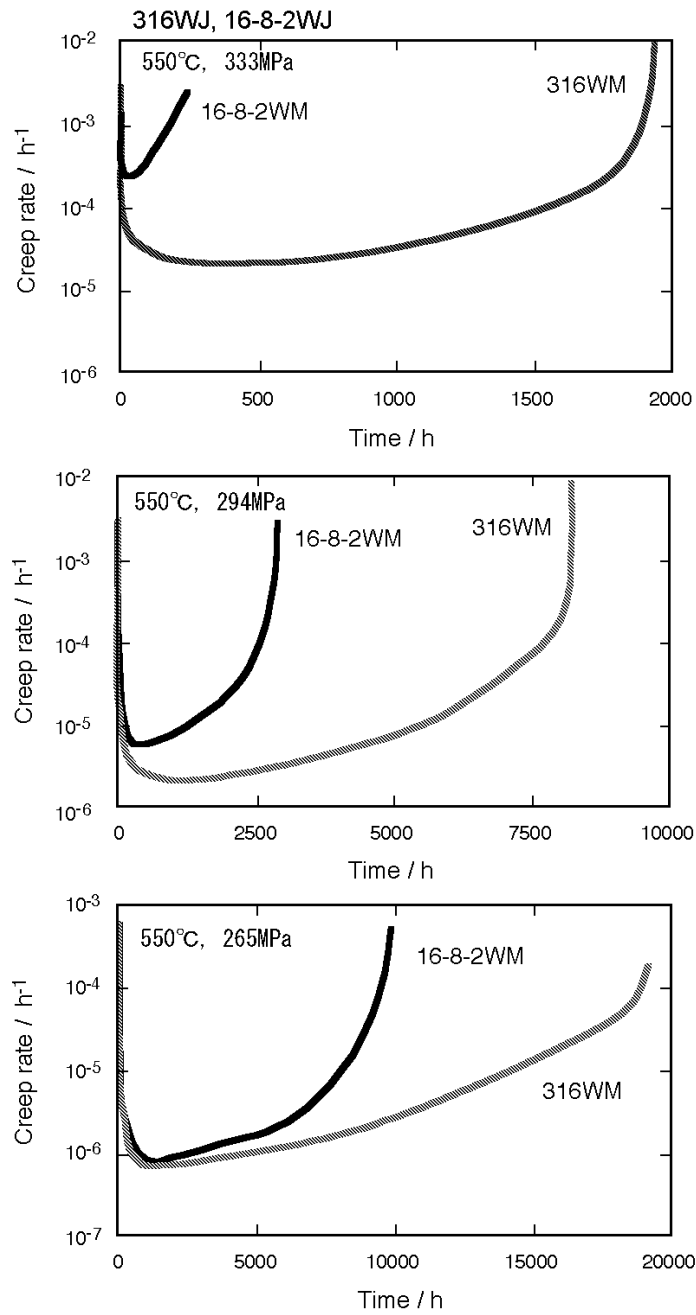 316WJ, 16-8-2WJ
10-2
550℃, 333MPa
316WM
16-8-2WM
10-3
Creep rate / h-1
10-4
10-5
10-6
0 500 1000 1500 2000
Time / h
10-2
550℃, 294MPa
316WM
16-8-2WM
10-3
Creep rate / h-1
10-4
10-5
10-6
0 2500 5000 7500 10000
Time / h
10-3
550℃, 265MPa
16-8-2WM
10-4
Creep rate / h-1
10-5
316WM
10-6
10-7
0 5000 10000 15000 20000
Time / h